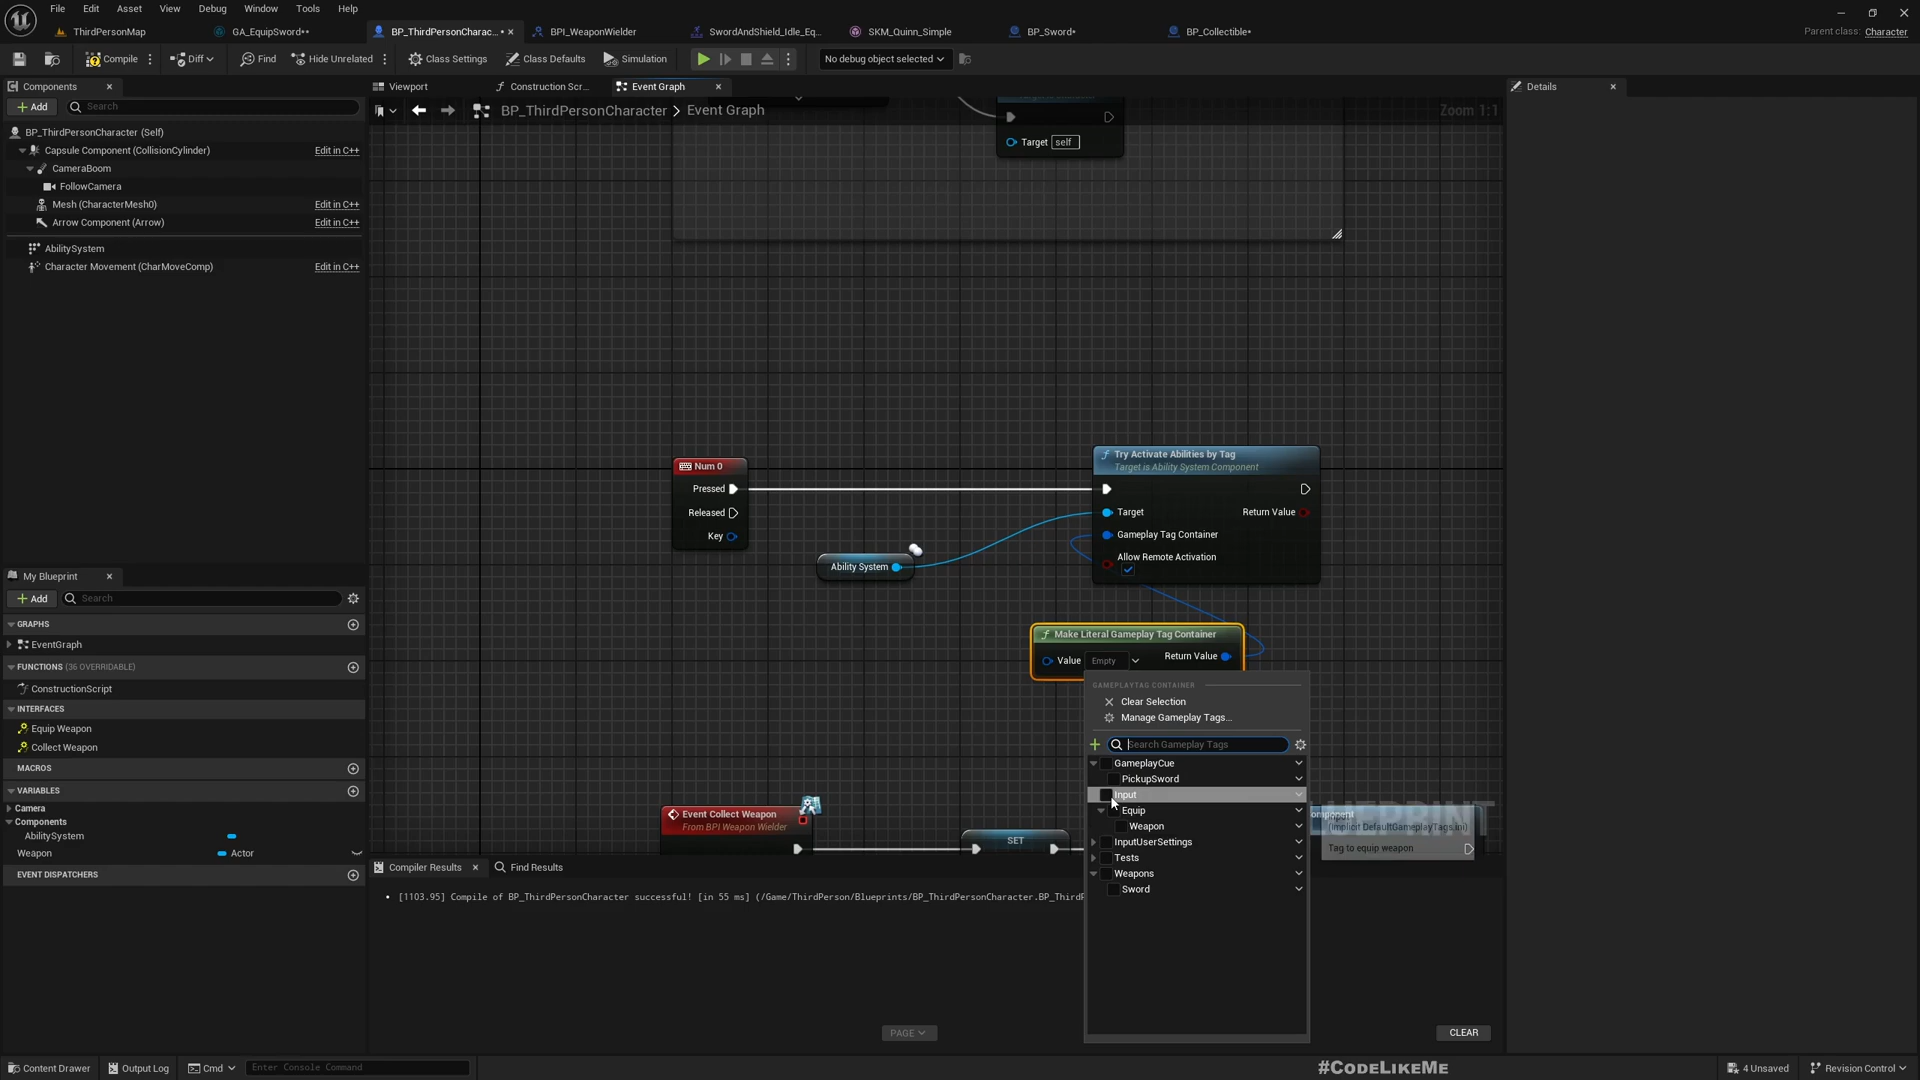 File Edit Asset View Debug Window Tools Help
ThirdPersonMap GA_EquipSword•• BP_ThirdPersonCharac... • BPI_WeaponWielder SwordAndShield_Idle_Eq... SKM_Quinn_Simple BP_Sword• BP_Collectible•
Parent class: Character
Compile Diff Find Hide Unrelated Class Settings Class Defaults Simulation No debug object selected
Components
Viewport Construction Scr... Event Graph
Details
Add Search
BP_ThirdPersonCharacter > Event Graph
Zoom 1:1
BP_ThirdPersonCharacter (Self)
Capsule Component (CollisionCylinder) Edit in C++
CameraBoom
FollowCamera
Mesh (CharacterMesh0) Edit in C++
Arrow Component (Arrow) Edit in C++
AbilitySystem
Character Movement (CharMoveComp) Edit in C++
Target self
Num 0
Pressed
Released
Key
Ability System
Try Activate Abilities by Tag
Target is Ability System Component
Target Return Value
Gameplay Tag Container
Allow Remote Activation
Make Literal Gameplay Tag Container
Value Empty Return Value
GAMEPLAYTAG CONTAINER
Clear Selection
Manage Gameplay Tags...
Search Gameplay Tags
GameplayCue
PickupSword
Input
Equip
Weapon
InputUserSettings
Tests
Weapons
Sword
Event Collect Weapon
From BPI Weapon Wielder
SET
omponent
(Implicit DefaultGameplayTags.ini)
Tag to equip weapon
My Blueprint
Add Search
GRAPHS
EventGraph
FUNCTIONS (36 OVERRIDABLE)
ConstructionScript
INTERFACES
Equip Weapon
Collect Weapon
MACROS
VARIABLES
Camera
Components
AbilitySystem
Weapon Actor
EVENT DISPATCHERS
Compiler Results Find Results
• [1103.95] Compile of BP_ThirdPersonCharacter successful! [in 55 ms] (/Game/ThirdPerson/Blueprints/BP_ThirdPersonCharacter.BP_ThirdP
PAGE CLEAR
Content Drawer Output Log Cmd Enter Console Command
#CODELIKEME
4 Unsaved Revision Control